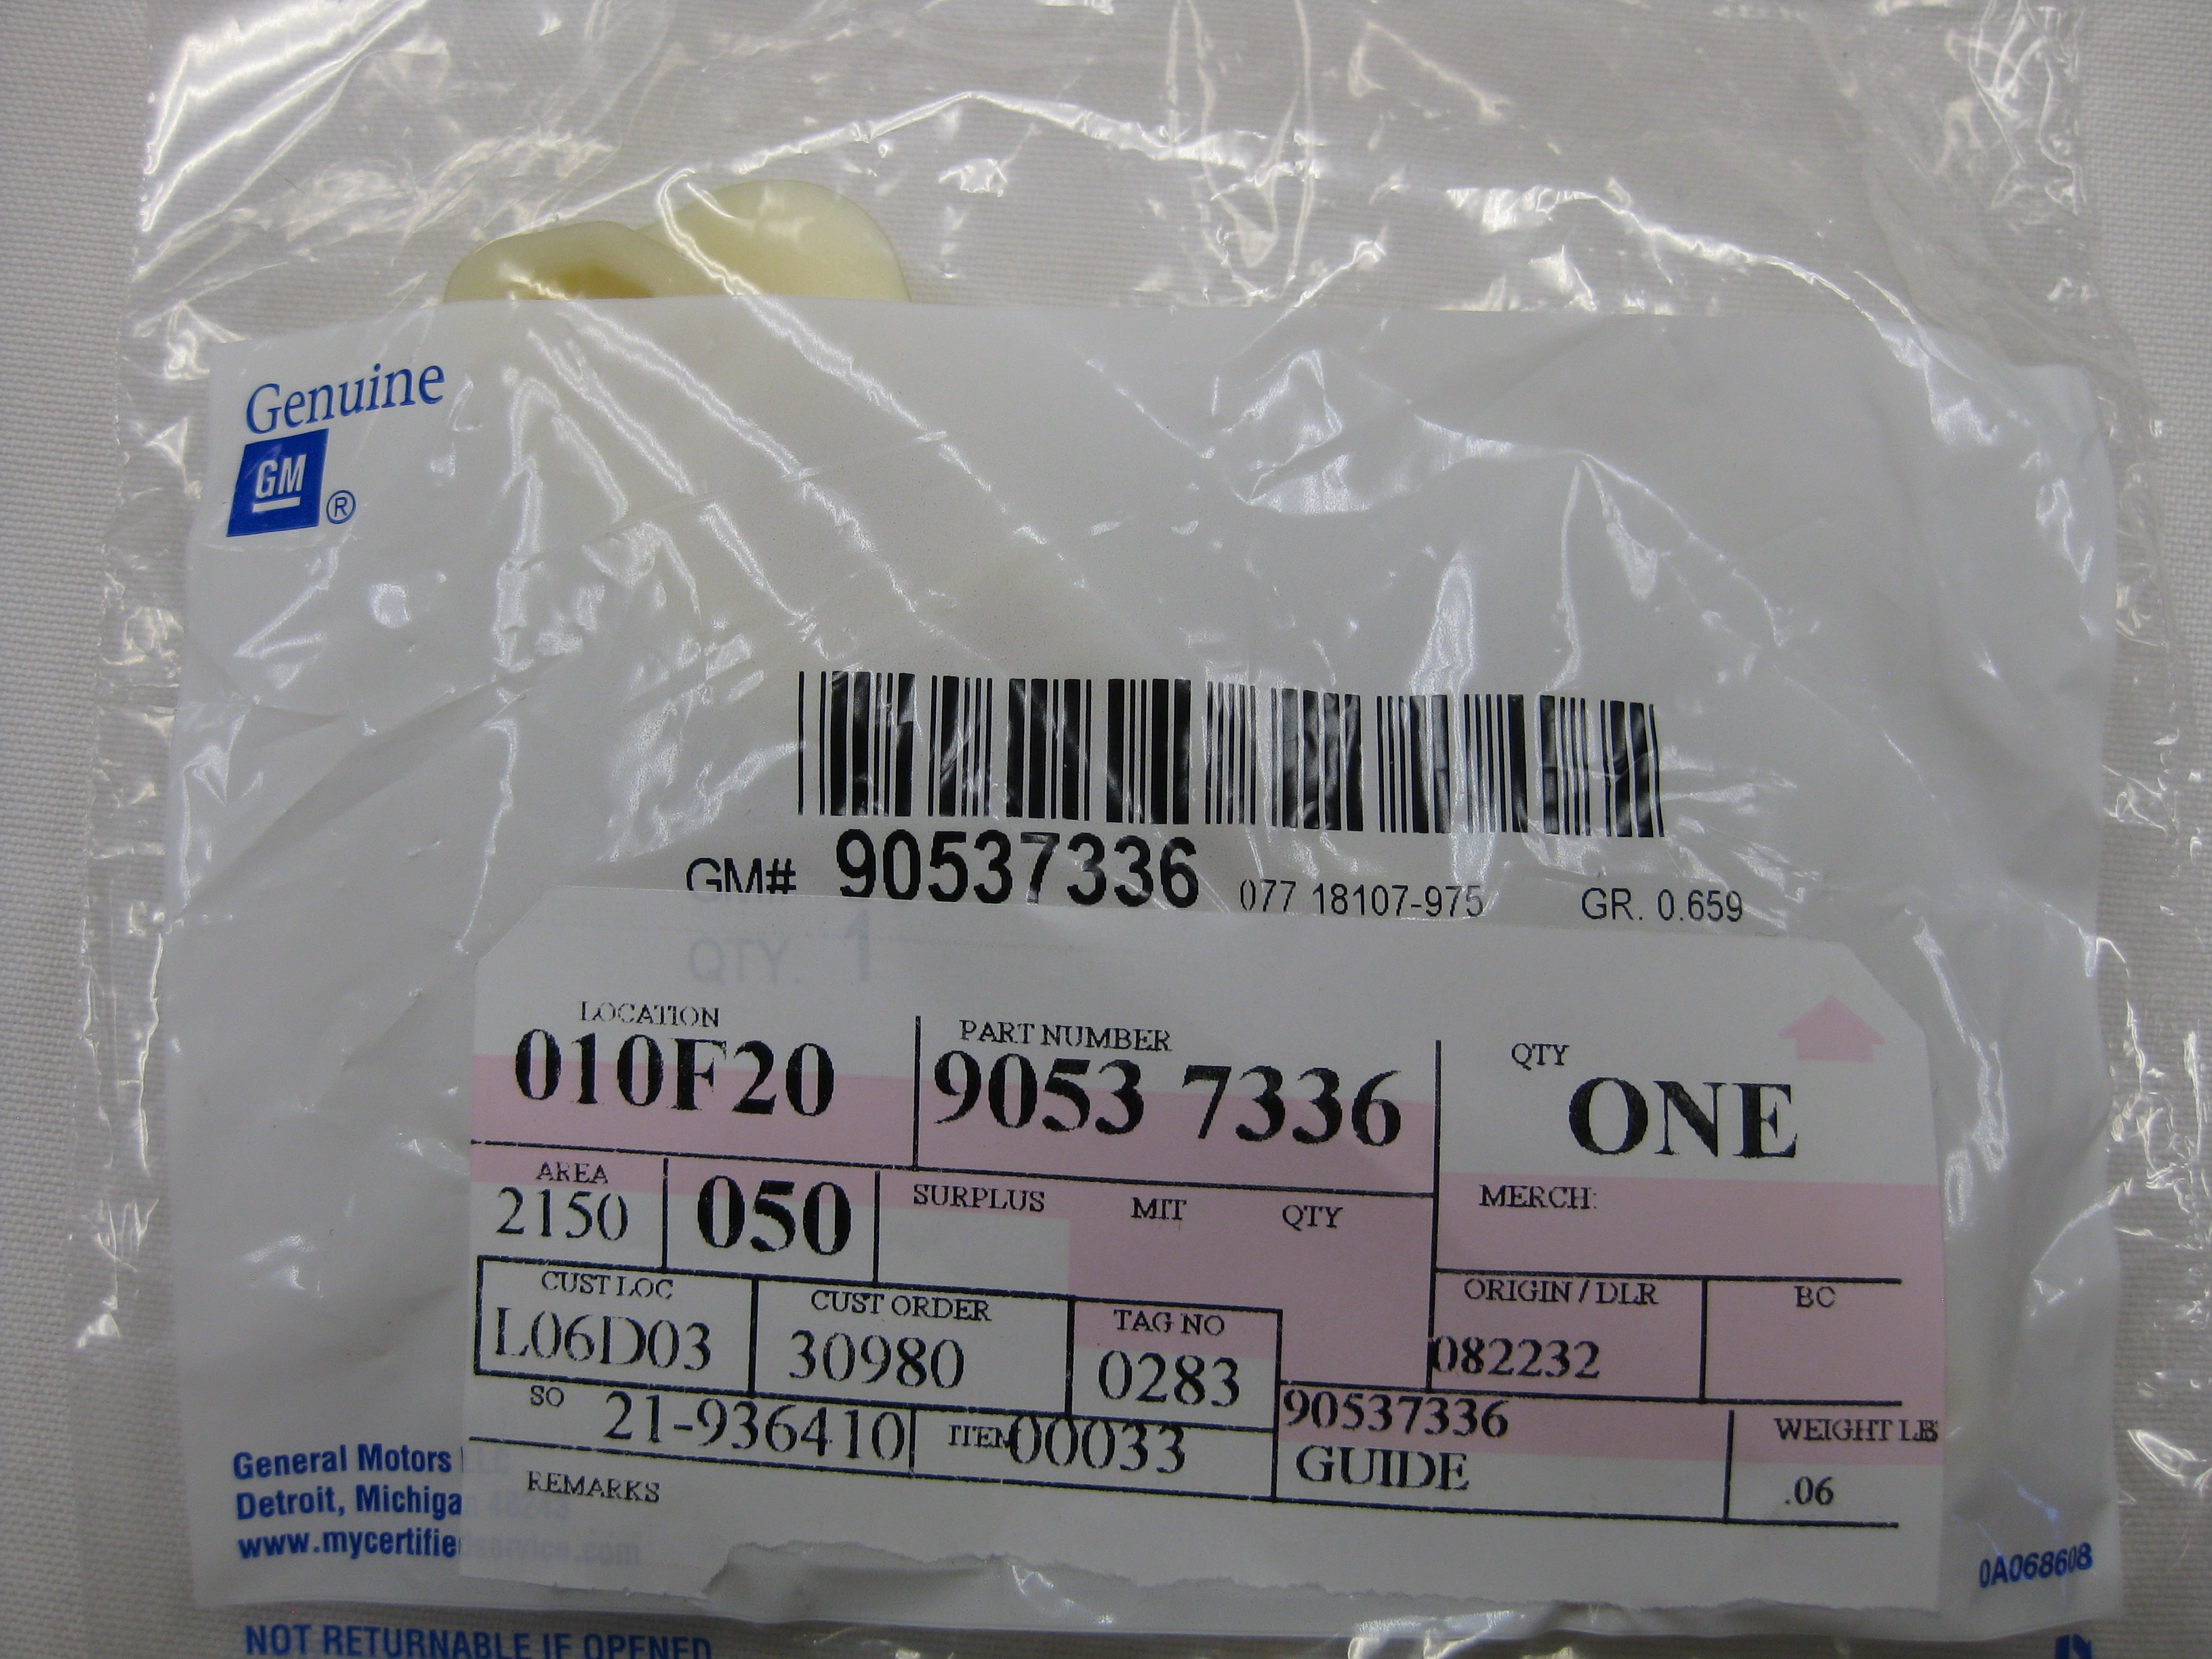 Genuine
GM ®
GM# 90537336 077 18107-975 GR. 0.659
QTY. 1
LOCATION PART NUMBER QTY
010F20 9053 7336 ONE
AREA 050 SURPLUS MIT QTY MERCH:
2150
CUST LOC CUST ORDER TAG NO ORIGIN / DLR BC
L06D03 30980 0283 082232
SO 21-936410 ITEM 00033 90537336 WEIGHT LB
GUIDE .06
REMARKS
General Motors LLC
Detroit, Michiga
www.mycertifie
0A068608
NOT RETURNABLE IF OPENED